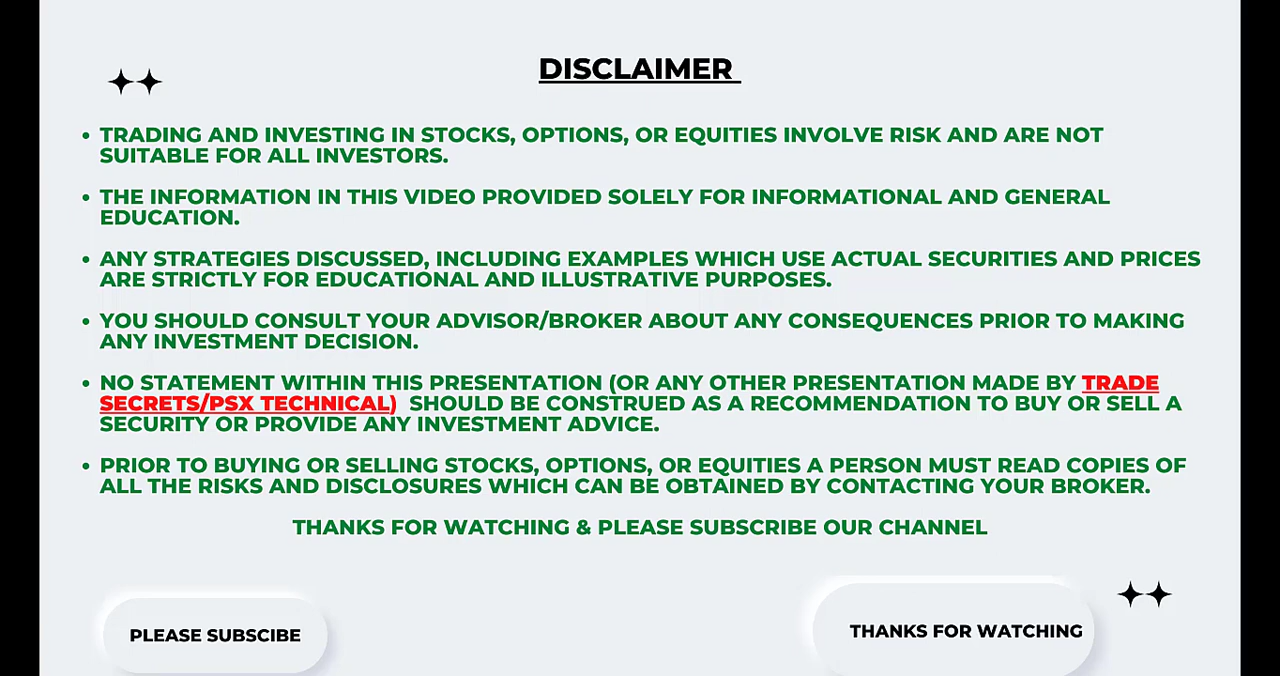 DISCLAIMER
• TRADING AND INVESTING IN STOCKS, OPTIONS, OR EQUITIES INVOLVE RISK AND ARE NOT
SUITABLE FOR ALL INVESTORS.
• THE INFORMATION IN THIS VIDEO PROVIDED SOLELY FOR INFORMATIONAL AND GENERAL
EDUCATION.
• ANY STRATEGIES DISCUSSED, INCLUDING EXAMPLES WHICH USE ACTUAL SECURITIES AND PRICES
ARE STRICTLY FOR EDUCATIONAL AND ILLUSTRATIVE PURPOSES.
• YOU SHOULD CONSULT YOUR ADVISOR/BROKER ABOUT ANY CONSEQUENCES PRIOR TO MAKING
ANY INVESTMENT DECISION.
• NO STATEMENT WITHIN THIS PRESENTATION (OR ANY OTHER PRESENTATION MADE BY TRADE
SECRETS/PSX TECHNICAL) SHOULD BE CONSTRUED AS A RECOMMENDATION TO BUY OR SELL A
SECURITY OR PROVIDE ANY INVESTMENT ADVICE.
• PRIOR TO BUYING OR SELLING STOCKS, OPTIONS, OR EQUITIES A PERSON MUST READ COPIES OF
ALL THE RISKS AND DISCLOSURES WHICH CAN BE OBTAINED BY CONTACTING YOUR BROKER.
THANKS FOR WATCHING & PLEASE SUBSCRIBE OUR CHANNEL
PLEASE SUBSCIBE
THANKS FOR WATCHING